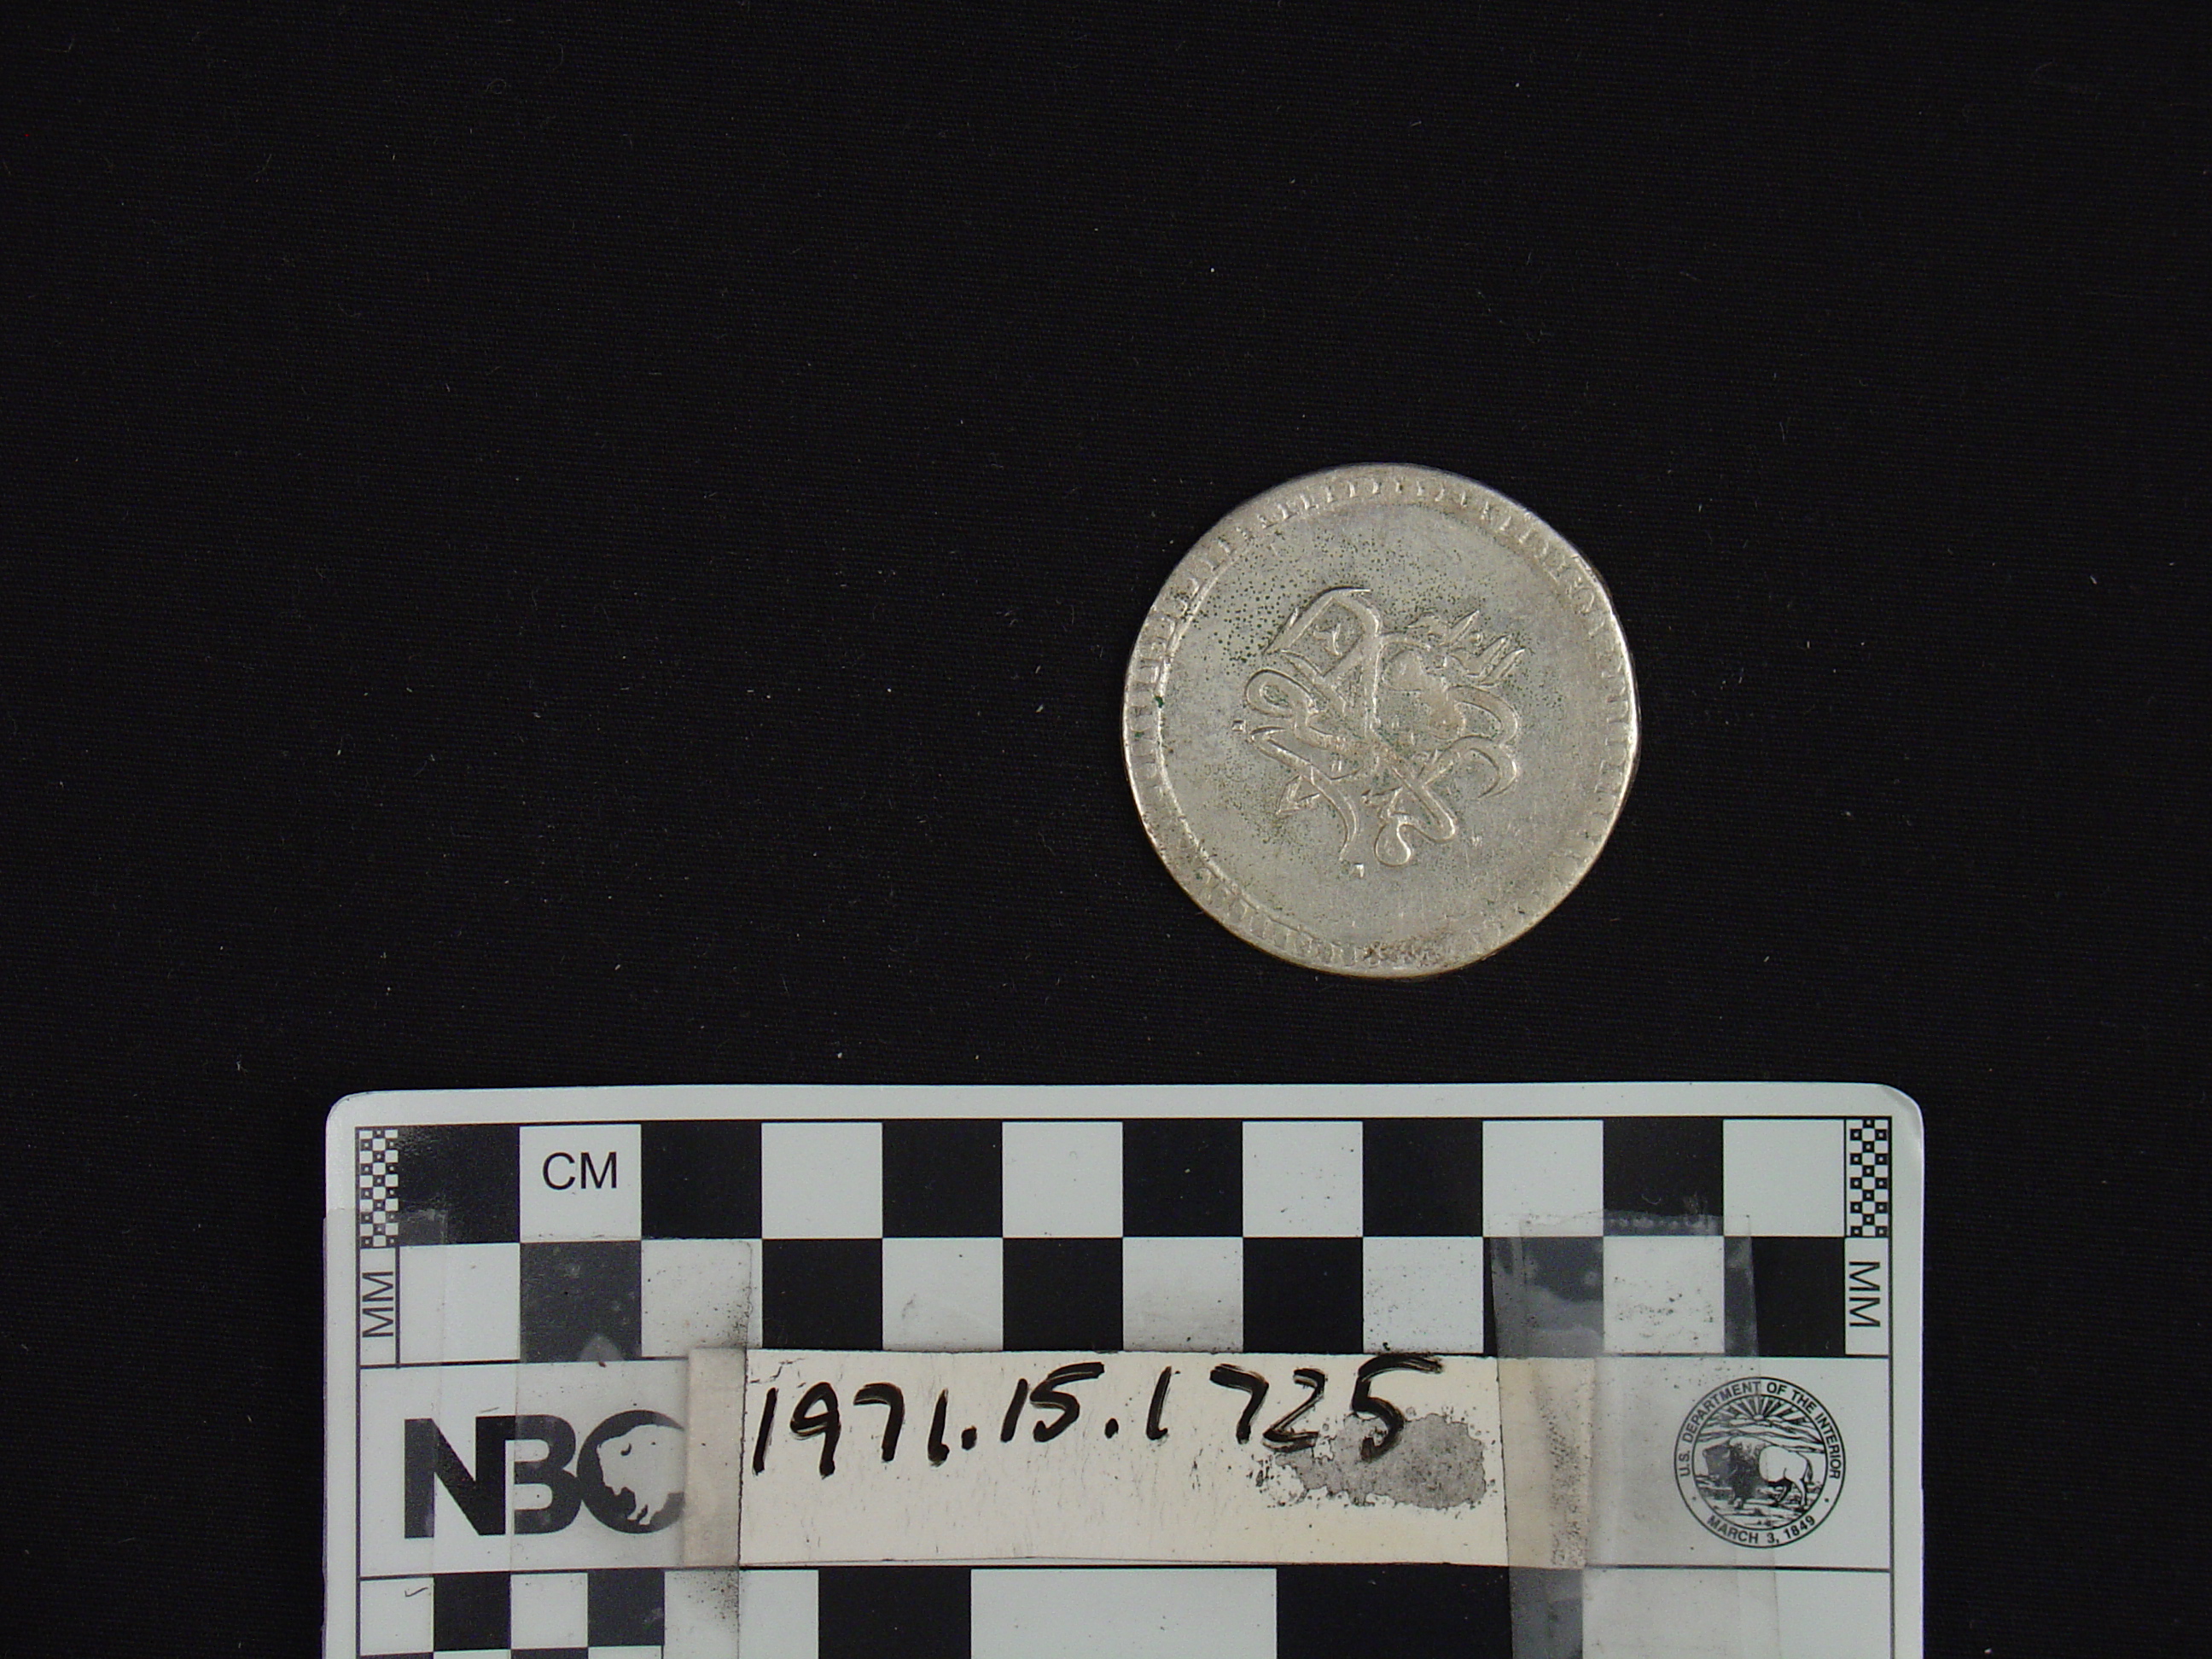 CM
MM
MM
1971.15.1725
NBC
U.S. DEPARTMENT OF THE INTERIOR
MARCH 3, 1849